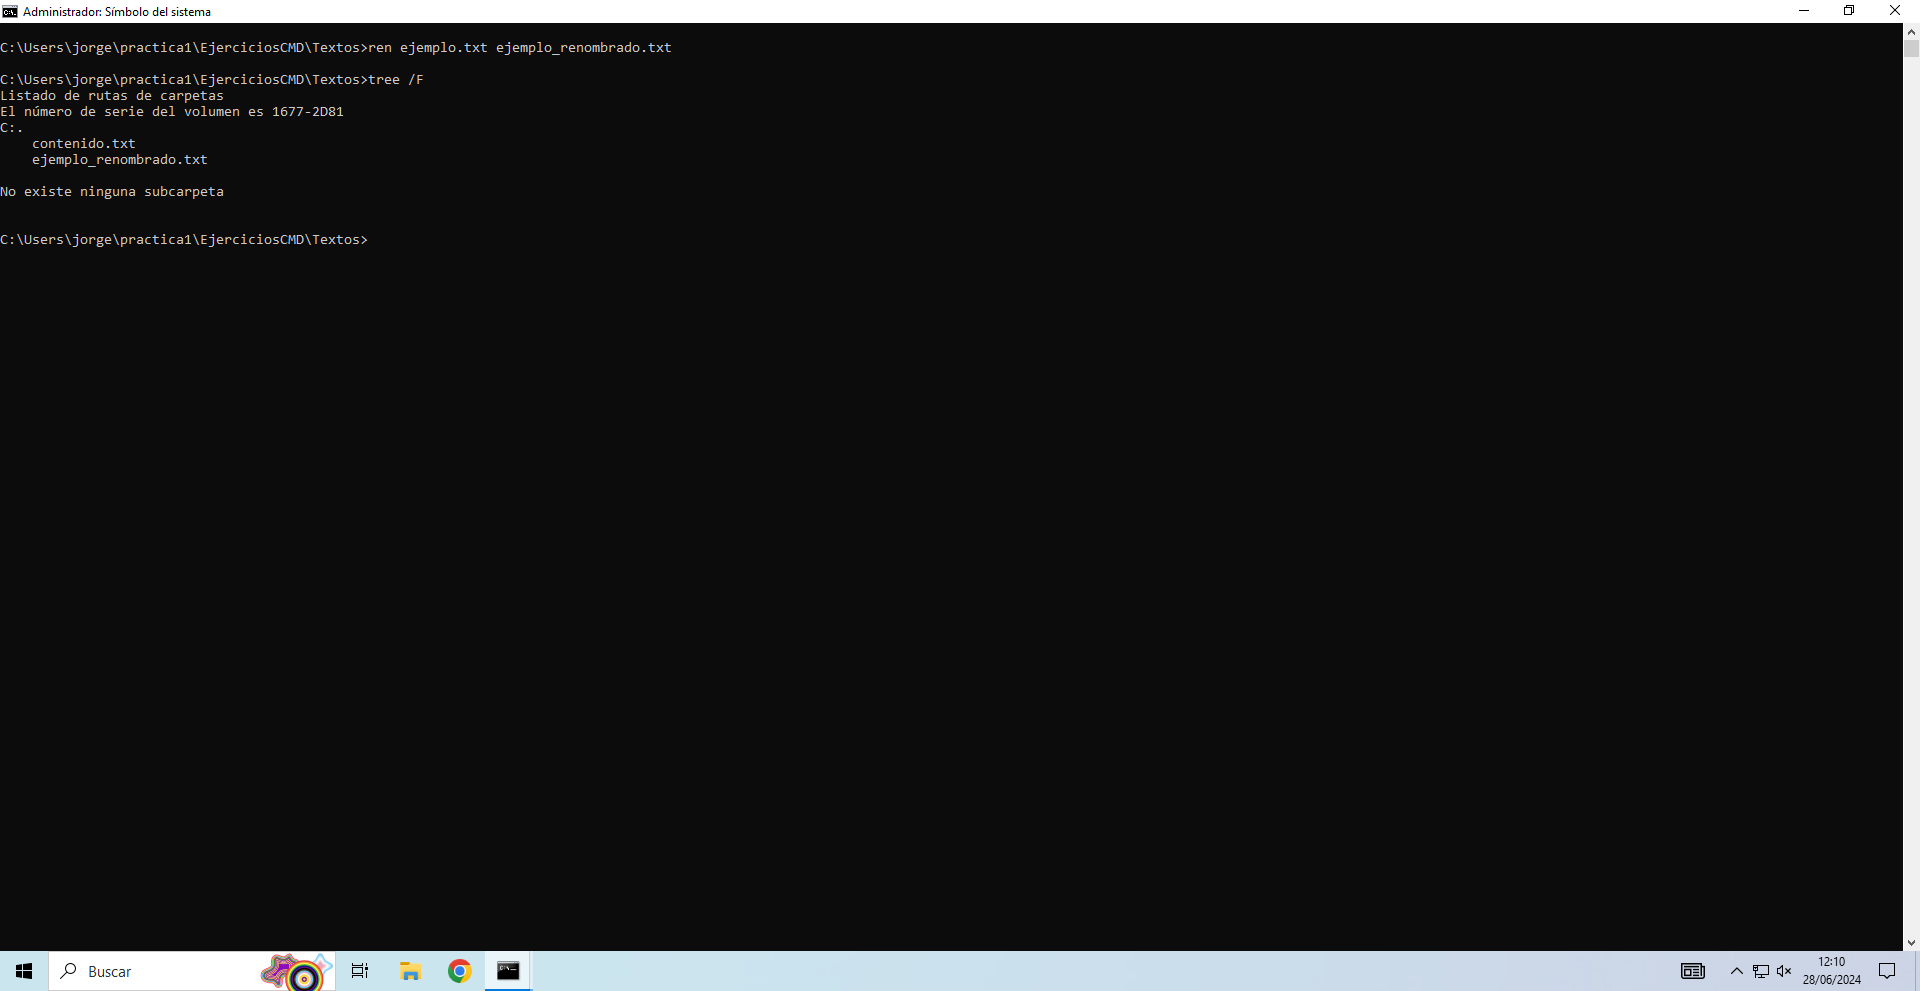 Administrador: Símbolo del sistema
C:\Users\jorge\practica1\EjerciciosCMD\Textos>ren ejemplo.txt ejemplo_renombrado.txt
C:\Users\jorge\practica1\EjerciciosCMD\Textos>tree /F
Listado de rutas de carpetas
El número de serie del volumen es 1677-2D81
C:.
    contenido.txt
    ejemplo_renombrado.txt
No existe ninguna subcarpeta
C:\Users\jorge\practica1\EjerciciosCMD\Textos>
Buscar
12:10
28/06/2024